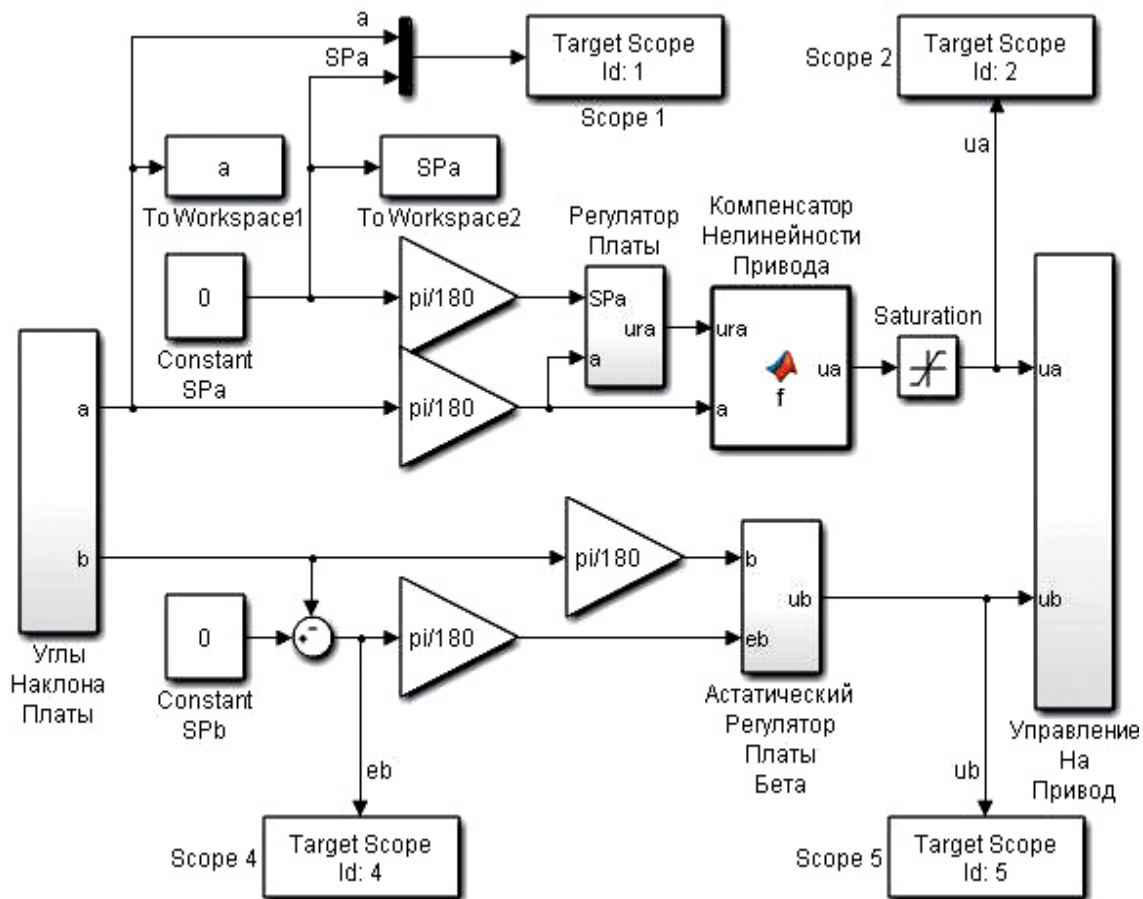 a
SPa
Target Scope
Id: 1
Scope 1
Scope 2
Target Scope
Id: 2
ua
a
To Workspace1
SPa
To Workspace2
Регулятор
Платы
Компенсатор
Нелинейности
Привода
0
Constant
SPa
pi/180
pi/180
SPa
ura
a
ura
ua
f
a
Saturation
ua
a
b
Углы
Наклона
Платы
0
Constant
SPb
+
-
pi/180
pi/180
b
ub
eb
Астатический
Регулятор
Платы
Бета
ub
Управление
На
Привод
eb
ub
Scope 4
Target Scope
Id: 4
Scope 5
Target Scope
Id: 5